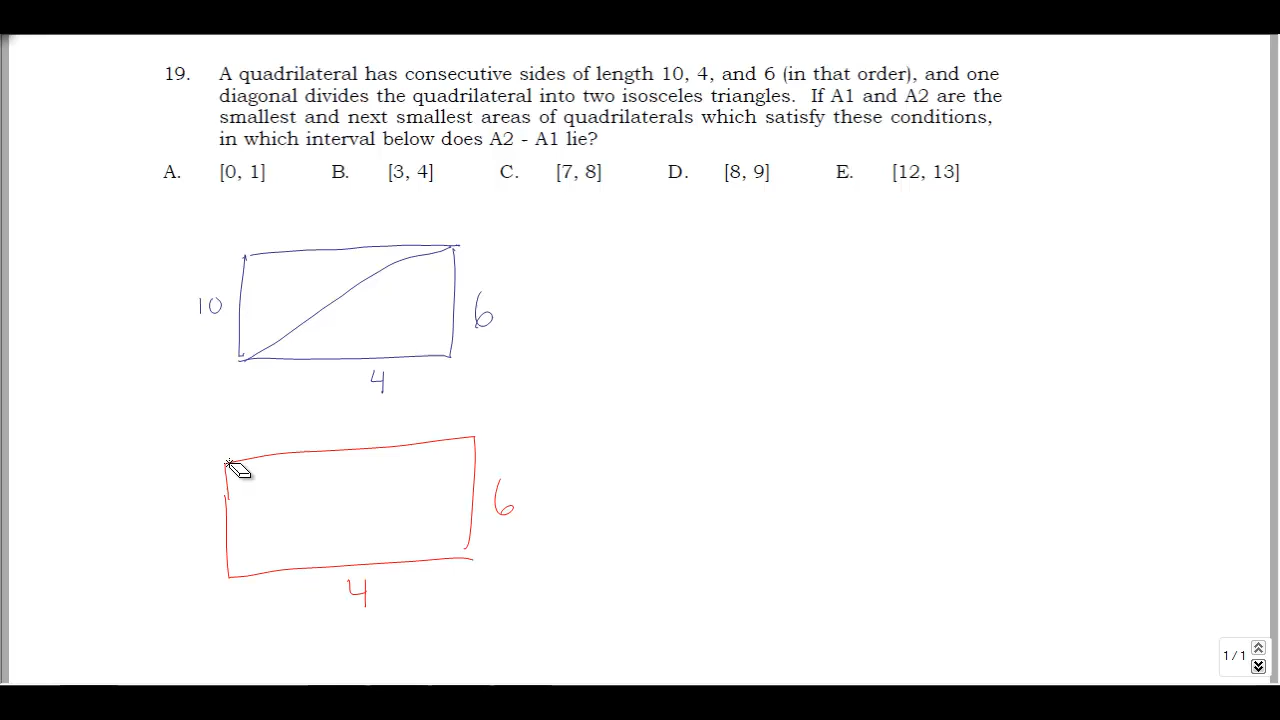 19. A quadrilateral has consecutive sides of length 10, 4, and 6 (in that order), and one
diagonal divides the quadrilateral into two isosceles triangles. If A1 and A2 are the
smallest and next smallest areas of quadrilaterals which satisfy these conditions,
in which interval below does A2 - A1 lie?
A. [0, 1] B. [3, 4] C. [7, 8] D. [8, 9] E. [12, 13]
10
6
4
6
4
1 / 1